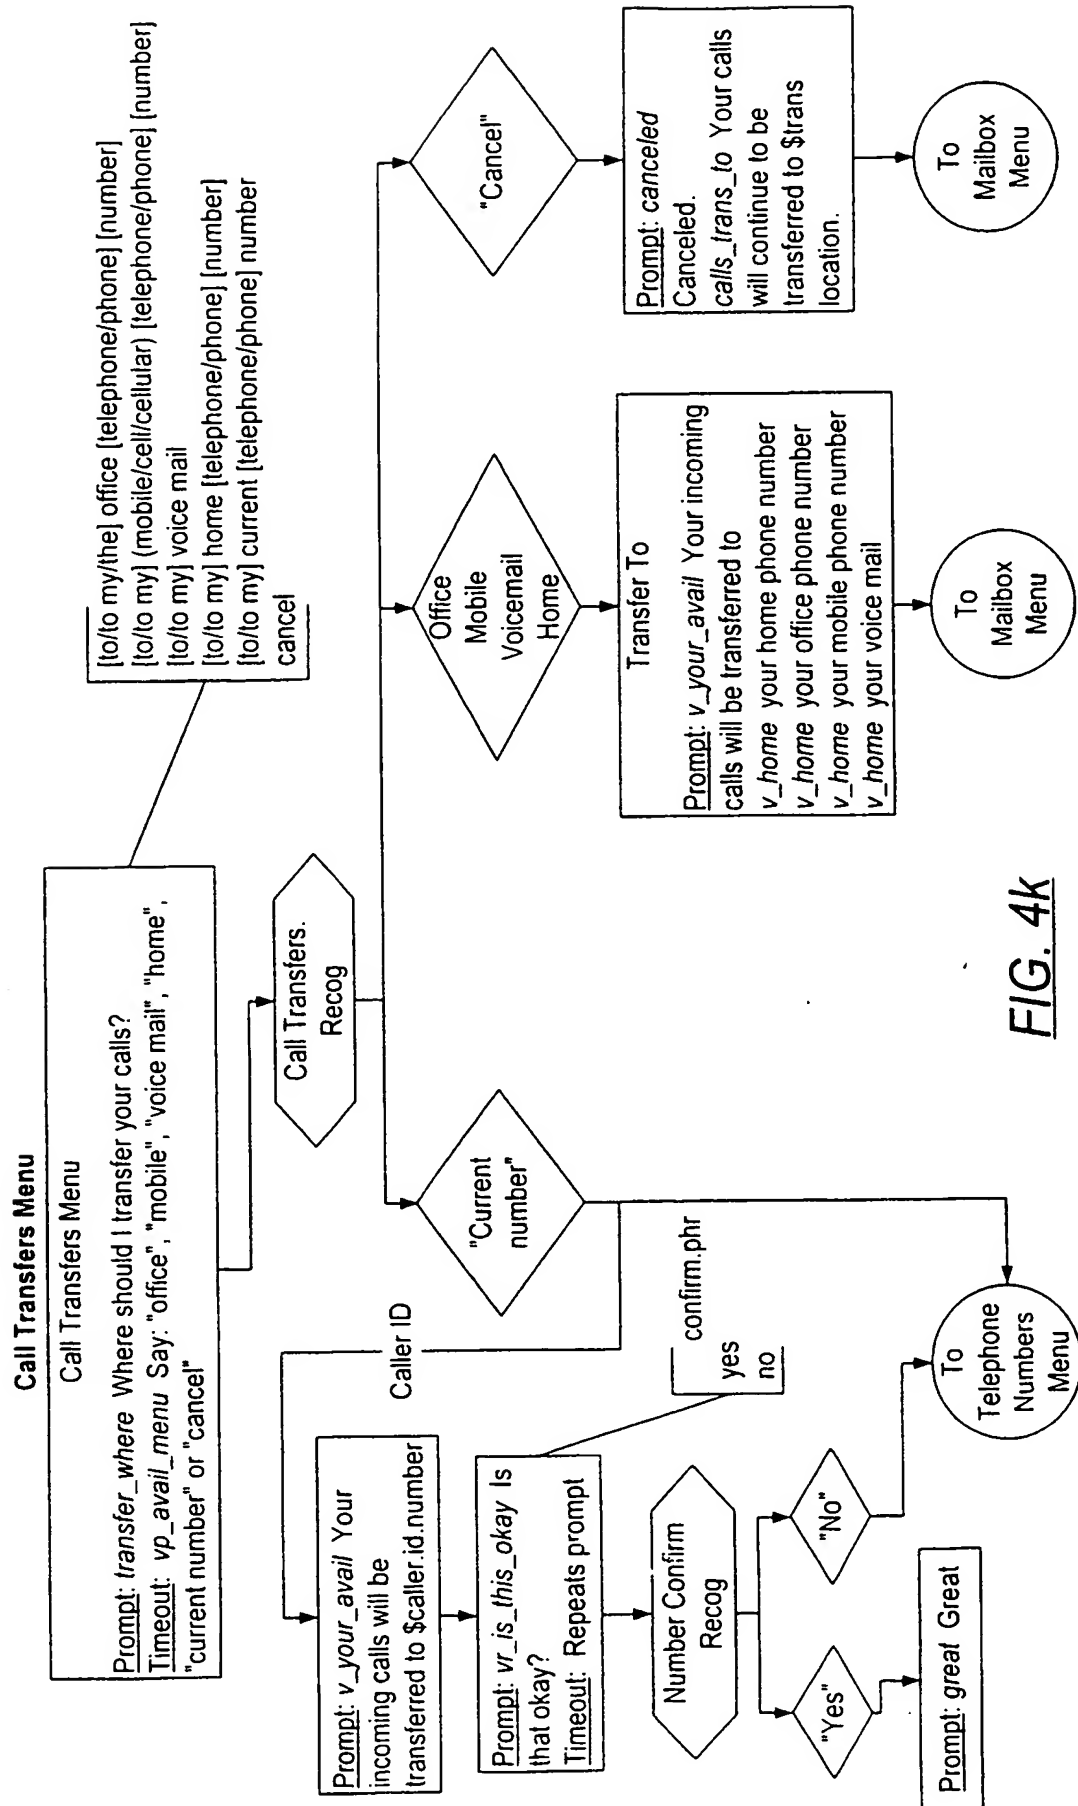 Call Transfers Menu
Call Transfers Menu
Prompt: transfer_where Where should I transfer your calls?
Timeout: vp_avail_menu Say: "office", "mobile", "voice mail", "home",
"current number" or "cancel"
[to/to my/the] office [telephone/phone] [number]
[to/to my] (mobile/cell/cellular) [telephone/phone] [number]
[to/to my] voice mail
[to/to my] home [telephone/phone] [number]
[to/to my] current [telephone/phone] number
cancel
Call Transfers.
Recog
"Current
number"
Office
Mobile
Voicemail
Home
"Cancel"
Caller ID
Prompt: v_your_avail Your
incoming calls will be
transferred to $caller.id.number
Prompt: vr_is_this_okay Is
that okay?
Timeout: Repeats prompt
confirm.phr
yes
no
Number Confirm
Recog
"Yes"
"No"
Prompt: great Great
To
Telephone
Numbers
Menu
Transfer To
Prompt: v_your_avail Your incoming
calls will be transferred to
v_home your home phone number
v_home your office phone number
v_home your mobile phone number
v_home your voice mail
To
Mailbox
Menu
Prompt: canceled
Canceled.
calls_trans_to Your calls
will continue to be
transferred to $trans
location.
To
Mailbox
Menu
FIG. 4k